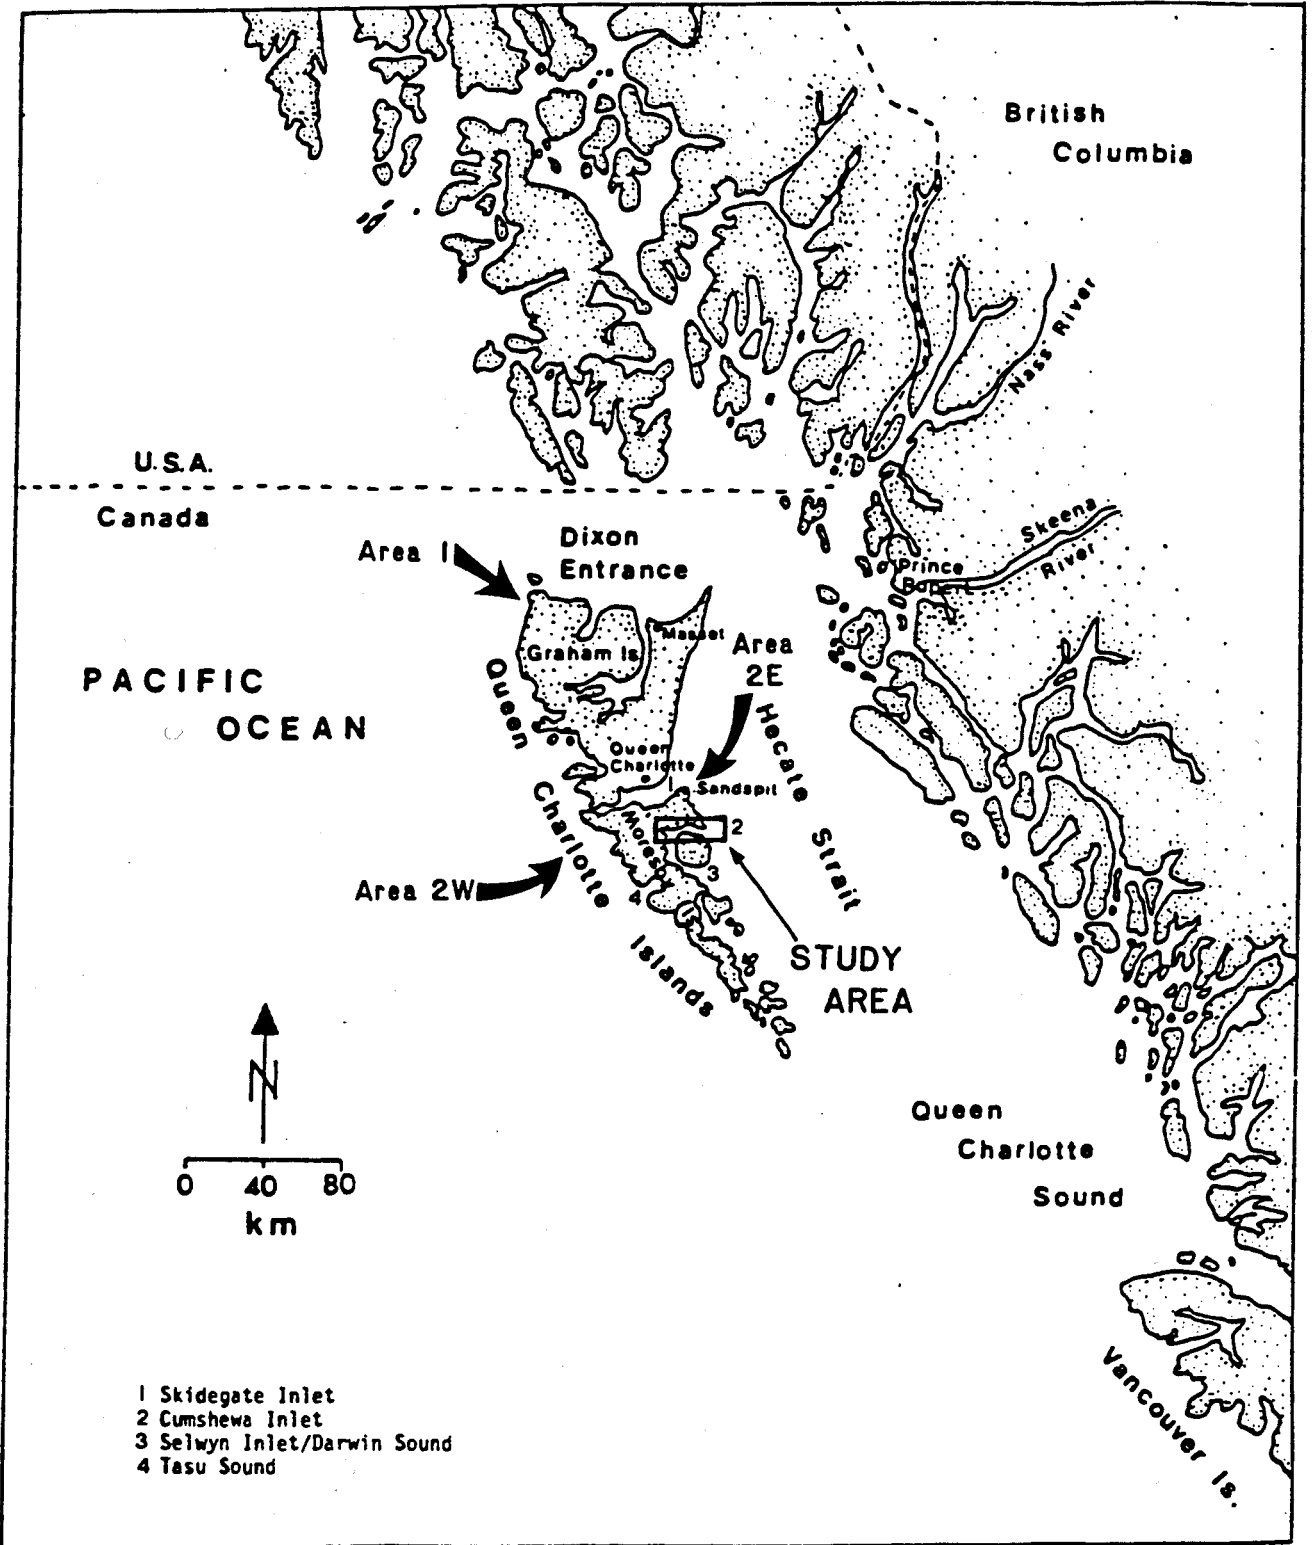 British
Columbia
Nass River
U.S.A.
Canada
Skeena
River
Area 1
Dixon
Entrance
Prince
Rupert
Masset
Area
2E
Graham Is.
PACIFIC
OCEAN
Queen
Charlotte
Islands
Hecate Strait
Queen
Charlotte
1
Sandspit
Moresby
Is.
2
3
4
Area 2W
STUDY
AREA
N
0 40 80
km
Queen
Charlotte
Sound
Vancouver Is.
1 Skidegate Inlet
2 Cumshewa Inlet
3 Selwyn Inlet/Darwin Sound
4 Tasu Sound